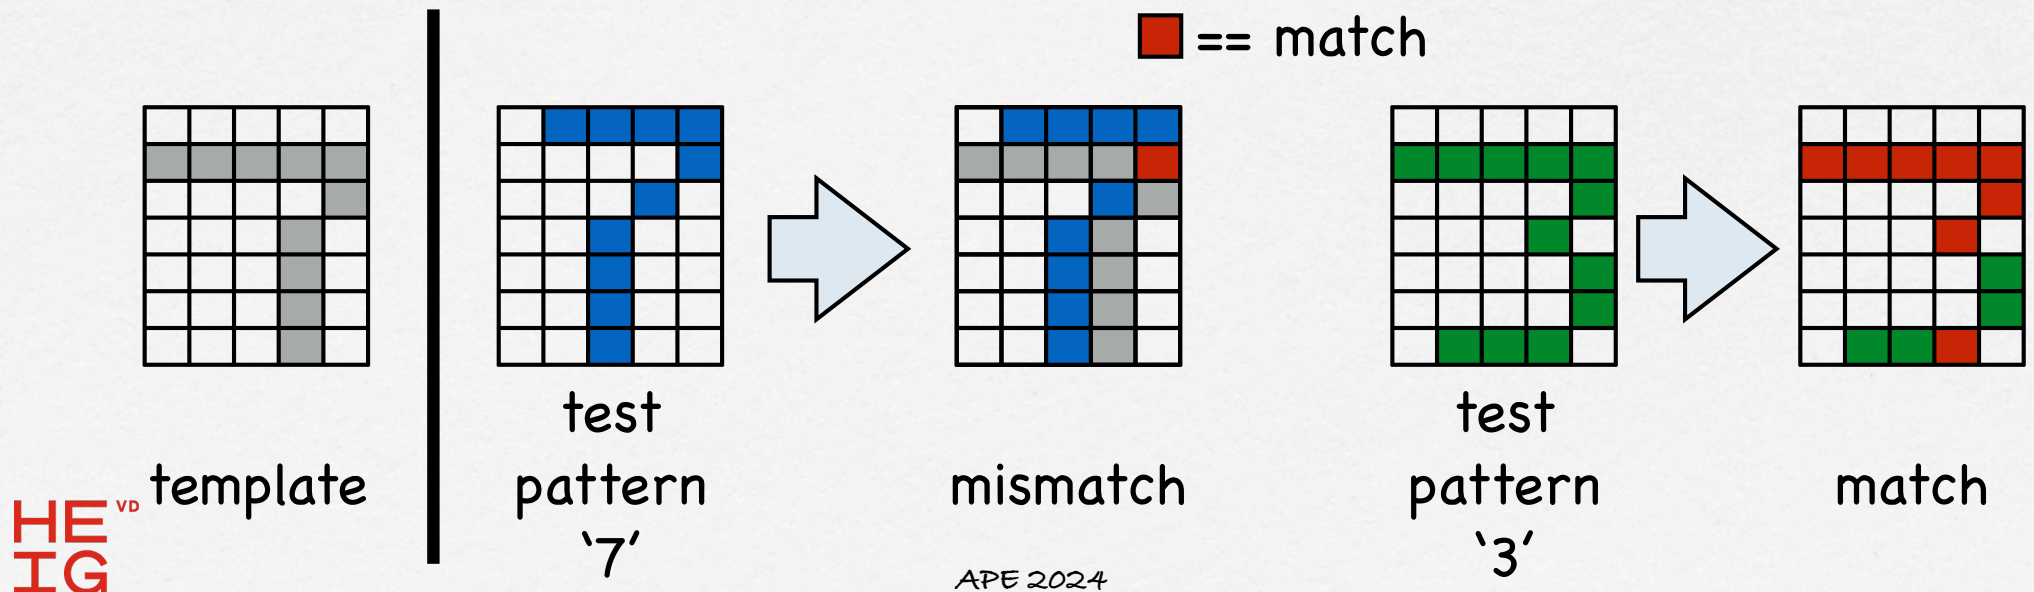 == match
template
test
pattern
‘7’
mismatch
test
pattern
‘3’
match
HE VD
IG
APE 2024